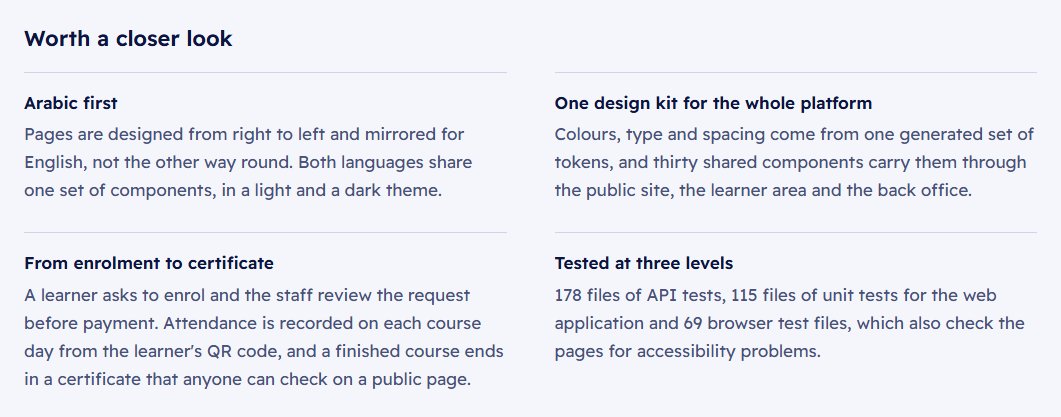 Worth a closer look
Arabic first
Pages are designed from right to left and mirrored for
English, not the other way round. Both languages share
one set of components, in a light and a dark theme.
One design kit for the whole platform
Colours, type and spacing come from one generated set of
tokens, and thirty shared components carry them through
the public site, the learner area and the back office.
From enrolment to certificate
A learner asks to enrol and the staff review the request
before payment. Attendance is recorded on each course
day from the learner's QR code, and a finished course ends
in a certificate that anyone can check on a public page.
Tested at three levels
178 files of API tests, 115 files of unit tests for the web
application and 69 browser test files, which also check the
pages for accessibility problems.